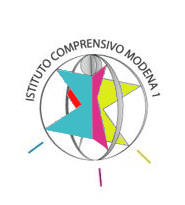 ISTITUTO COMPRENSIVO MODENA 1